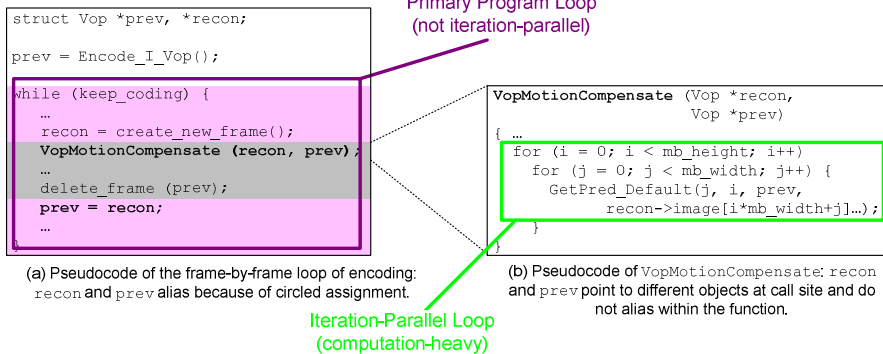 Primary Program Loop
(not iteration-parallel)
struct Vop *prev, *recon;
prev = Encode_I_Vop();
while (keep_coding) {
…
recon = create_new_frame();
VopMotionCompensate (recon, prev);
…
delete_frame (prev);
prev = recon;
…
}
(a) Pseudocode of the frame-by-frame loop of encoding:
recon and prev alias because of circled assignment.
VopMotionCompensate (Vop *recon,
Vop *prev)
{ …
for (i = 0; i < mb_height; i++)
for (j = 0; j < mb_width; j++) {
GetPred_Default(j, i, prev,
recon->image[i*mb_width+j]…);
}
}
(b) Pseudocode of VopMotionCompensate: recon
and prev point to different objects at call site and do
not alias within the function.
Iteration-Parallel Loop
(computation-heavy)